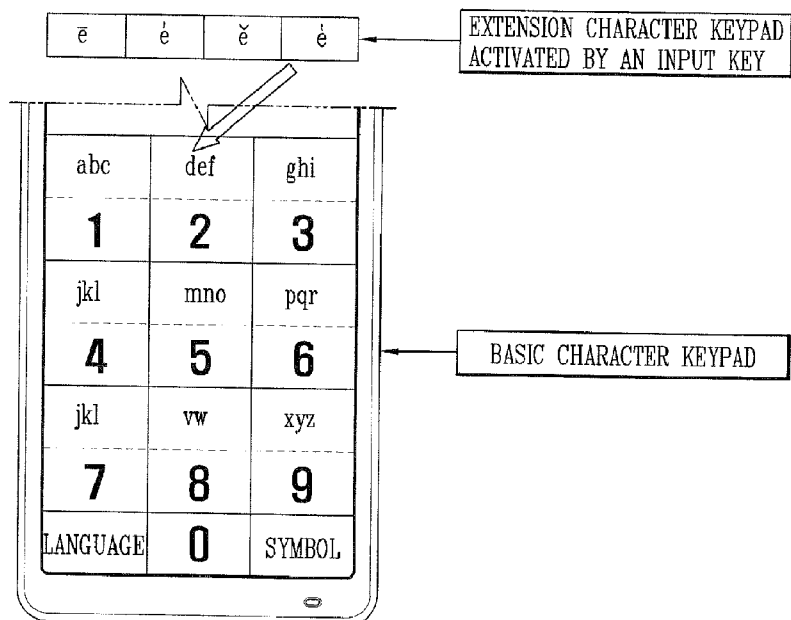 ē é ě è
EXTENSION CHARACTER KEYPAD
ACTIVATED BY AN INPUT KEY
abc def ghi
1 2 3
jkl mno pqr
4 5 6
BASIC CHARACTER KEYPAD
jkl vw xyz
7 8 9
LANGUAGE 0 SYMBOL